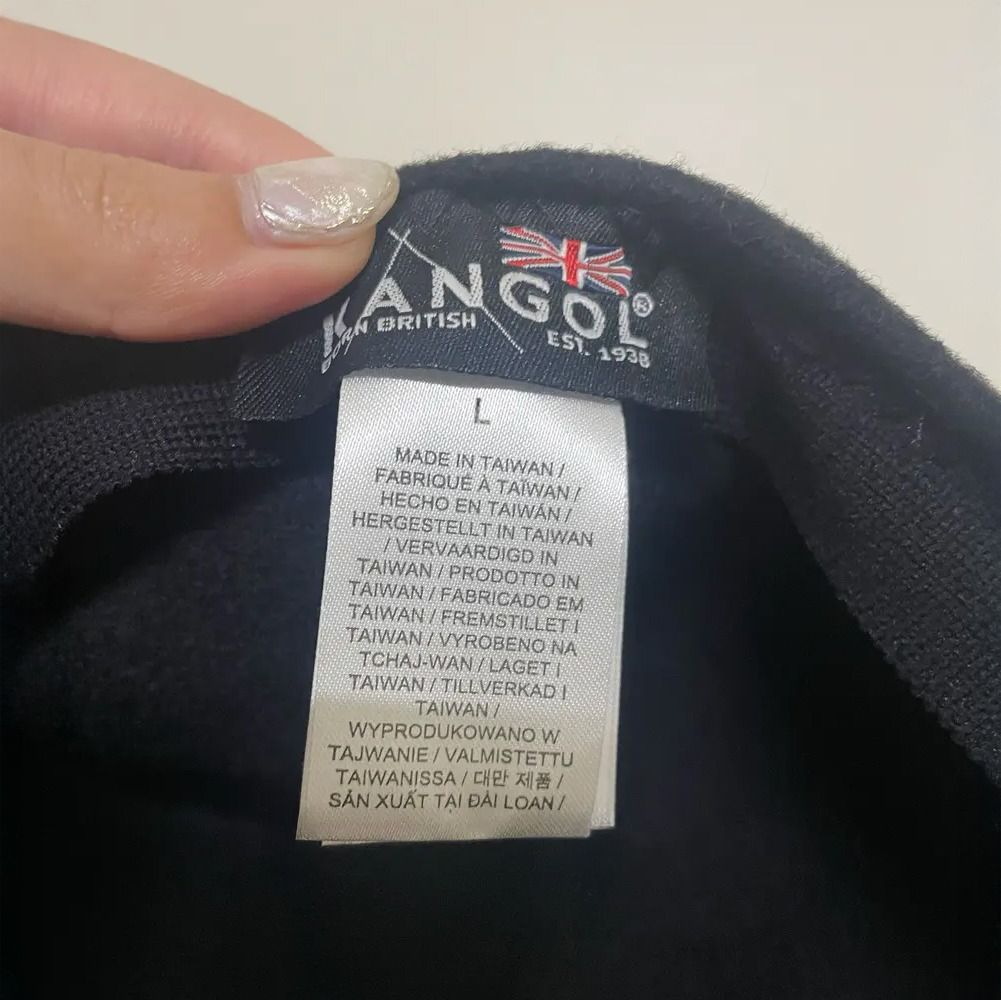 KANGOL®
BORN BRITISH EST. 1938
L
MADE IN TAIWAN /
FABRIQUÉ À TAÏWAN /
HECHO EN TAIWÁN /
HERGESTELLT IN TAIWAN
/ VERVAARDIGD IN
TAIWAN / PRODOTTO IN
TAIWAN / FABRICADO EM
TAIWAN / FREMSTILLET I
TAIWAN / VYROBENO NA
TCHAJ-WAN / LAGET I
TAIWAN / TILLVERKAD I
TAIWAN /
WYPRODUKOWANO W
TAJWANIE / VALMISTETTU
TAIWANISSA / 대만 제품 /
SẢN XUẤT TẠI ĐÀI LOAN /